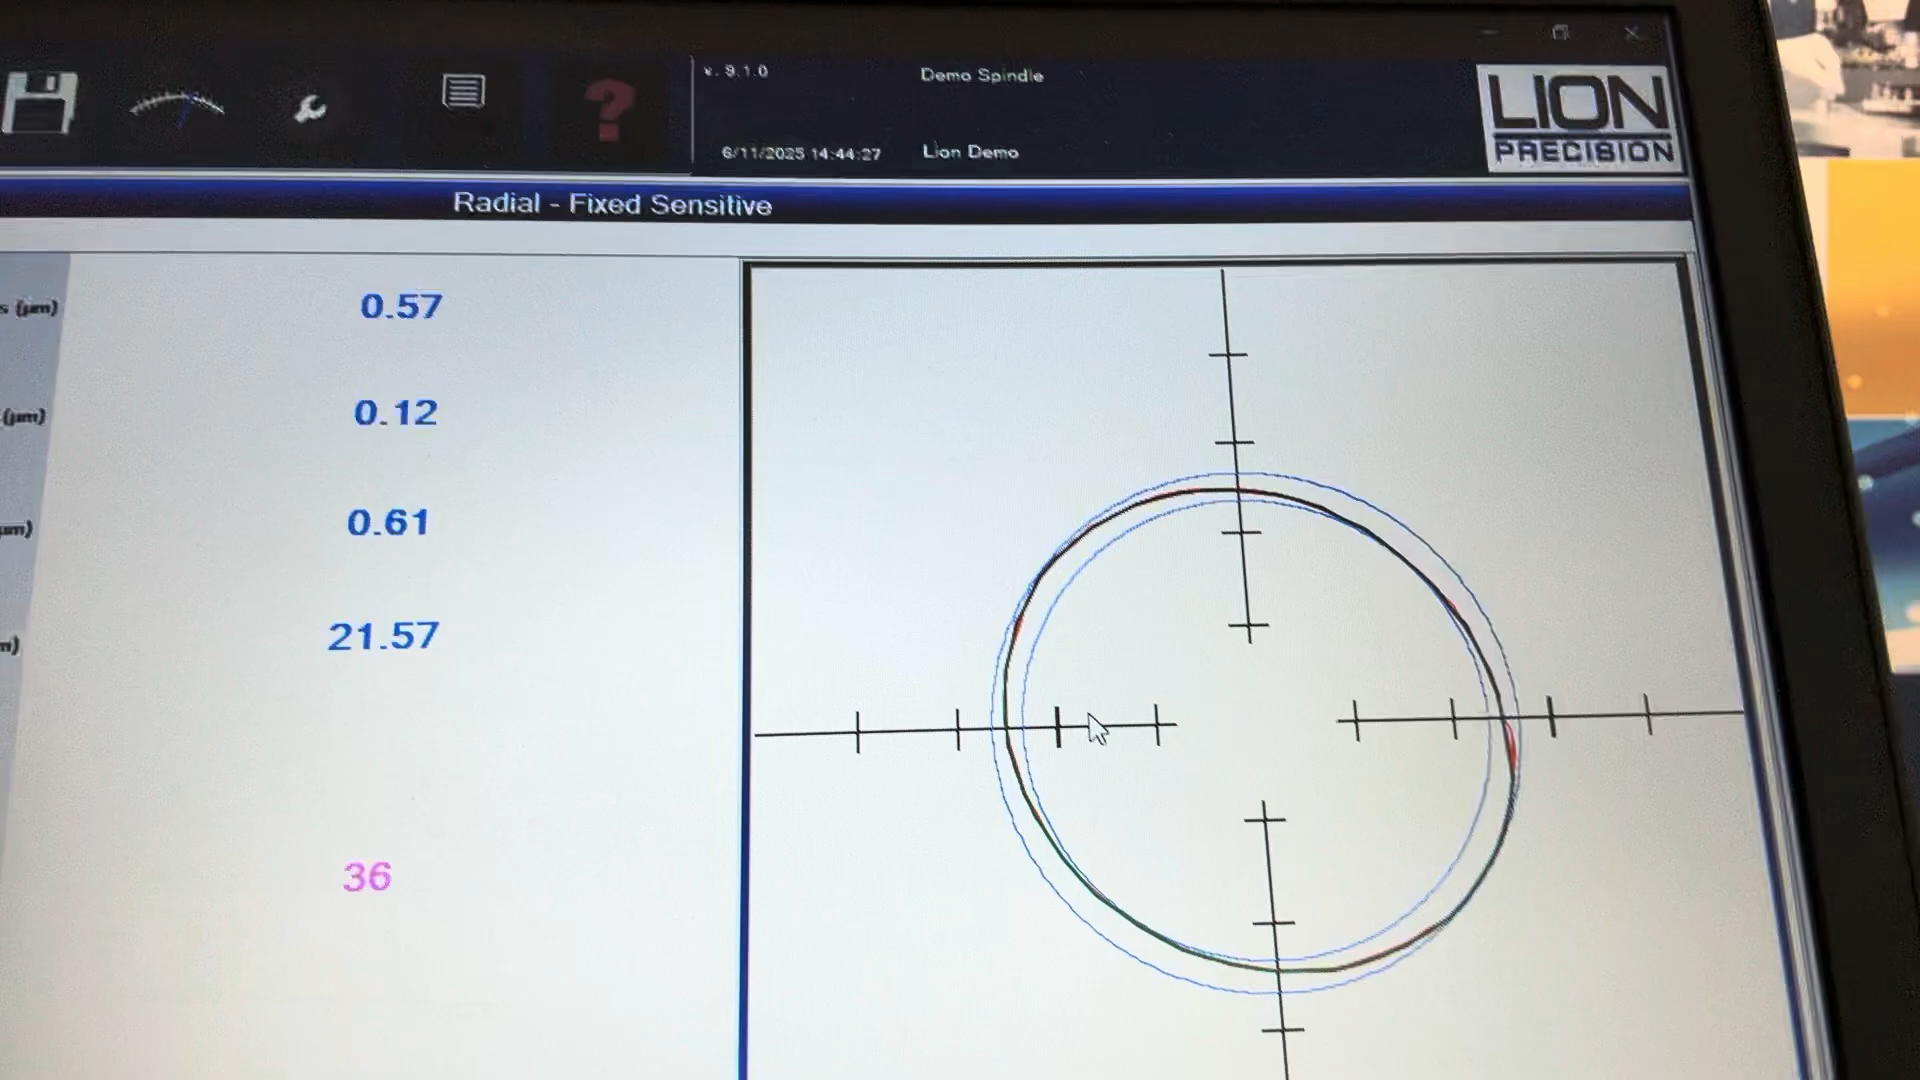 v. 9.1.0
Demo Spindle
6/11/2025 14:44:27
Lion Demo
LION
PRECISION
Radial - Fixed Sensitive
s (µm)
0.57
(µm)
0.12
µm)
0.61
m)
21.57
36